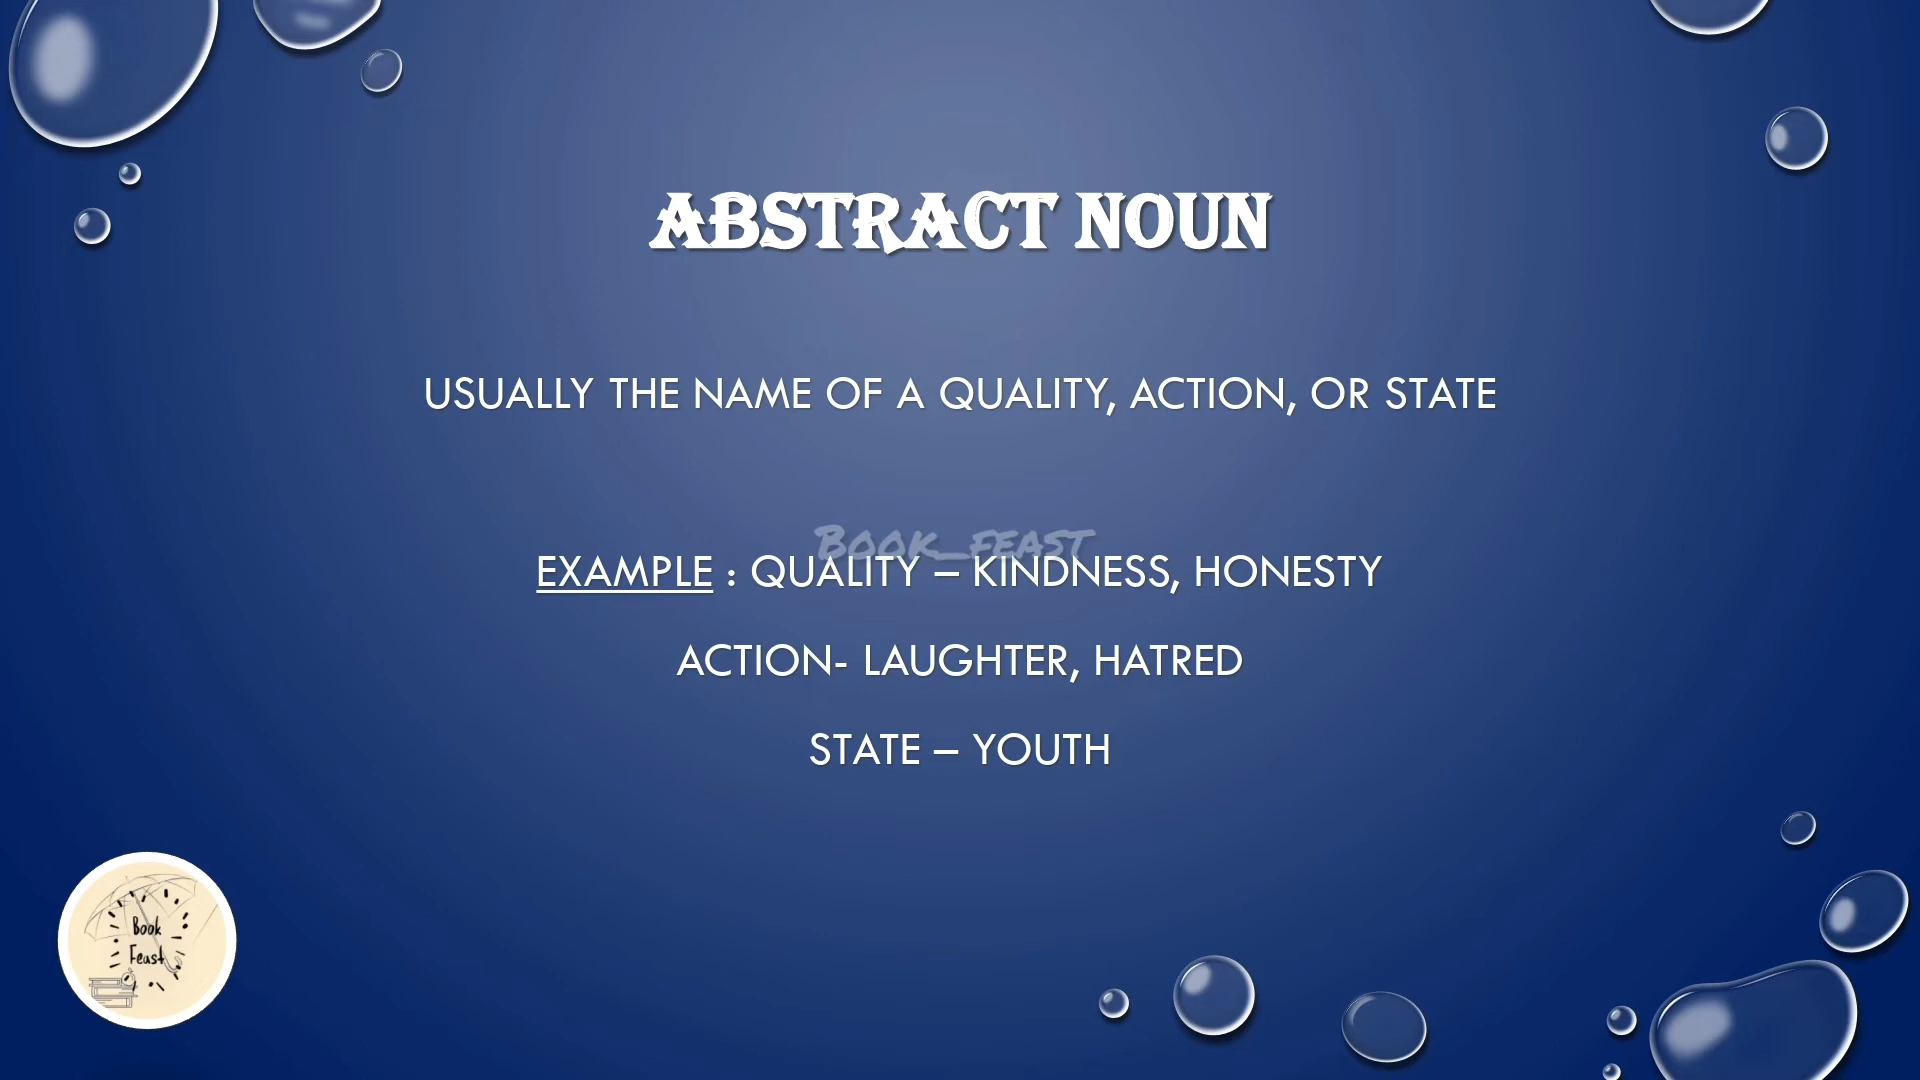 ABSTRACT NOUN
USUALLY THE NAME OF A QUALITY, ACTION, OR STATE
Book_feast
EXAMPLE : QUALITY – KINDNESS, HONESTY
ACTION- LAUGHTER, HATRED
STATE – YOUTH
Book
Feast